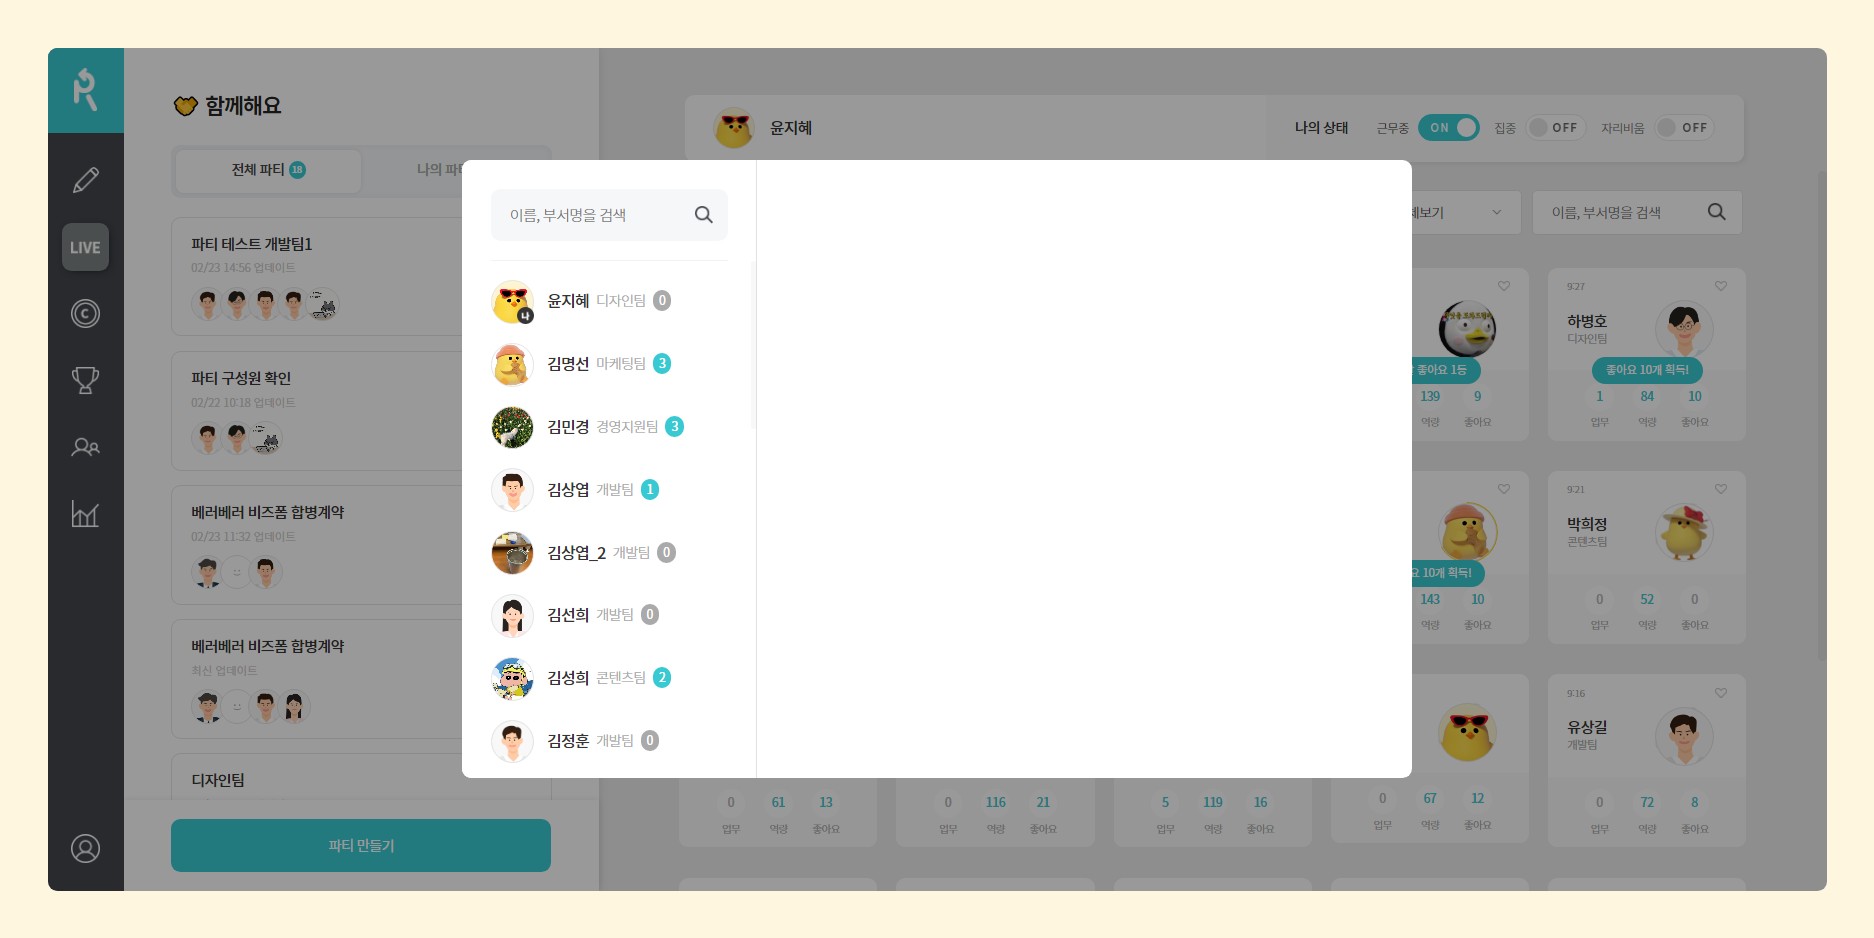 함께해요
전체 파티 18
나의 파
파티 테스트 개발팀1
02/23 14:56 업데이트
파티 구성원 확인
02/22 10:18 업데이트
베러베러 비즈폼 합병계약
02/23 11:32 업데이트
베러베러 비즈폼 합병계약
최신 업데이트
디자인팀
파티 만들기
LIVE
C
윤지혜
나의 상태 근무중 ON 집중 OFF 자리비움 OFF
체보기
이름, 부서명을 검색
이름, 부서명을 검색
윤지혜 디자인팀 0
나
김명선 마케팅팀 3
김민경 경영지원팀 3
김상엽 개발팀 1
김상엽_2 개발팀 0
김선희 개발팀 0
김성희 콘텐츠팀 2
김정훈 개발팀 0
좋아요 1등
139 9
역량 좋아요
9:27
하병호
디자인팀
좋아요 10개 획득!
1 84 10
업무 역량 좋아요
요 10개 획득!
143 10
역량 좋아요
9:21
박희정
콘텐츠팀
0 52 0
업무 역량 좋아요
9:16
유상길
개발팀
0 61 13
업무 역량 좋아요
0 116 21
업무 역량 좋아요
5 119 16
업무 역량 좋아요
0 67 12
업무 역량 좋아요
0 72 8
업무 역량 좋아요